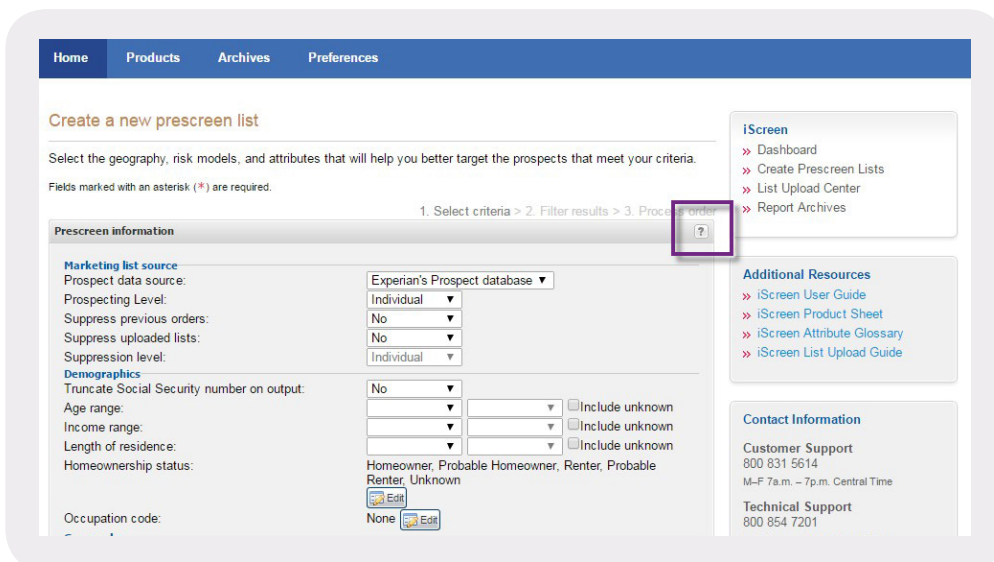 Home Products Archives Preferences
Create a new prescreen list
Select the geography, risk models, and attributes that will help you better target the prospects that meet your criteria.
Fields marked with an asterisk (*) are required.
1. Select criteria > 2. Filter results > 3. Process order
Prescreen information ?
Marketing list source
Prospect data source: Experian's Prospect database
Prospecting Level: Individual
Suppress previous orders: No
Suppress uploaded lists: No
Suppression level: Individual
Demographics
Truncate Social Security number on output: No
Age range: Include unknown
Income range: Include unknown
Length of residence: Include unknown
Homeownership status: Homeowner, Probable Homeowner, Renter, Probable
Renter, Unknown
Edit
Occupation code: None Edit
iScreen
» Dashboard
» Create Prescreen Lists
» List Upload Center
» Report Archives
Additional Resources
» iScreen User Guide
» iScreen Product Sheet
» iScreen Attribute Glossary
» iScreen List Upload Guide
Contact Information
Customer Support
800 831 5614
M–F 7a.m. – 7p.m. Central Time
Technical Support
800 854 7201